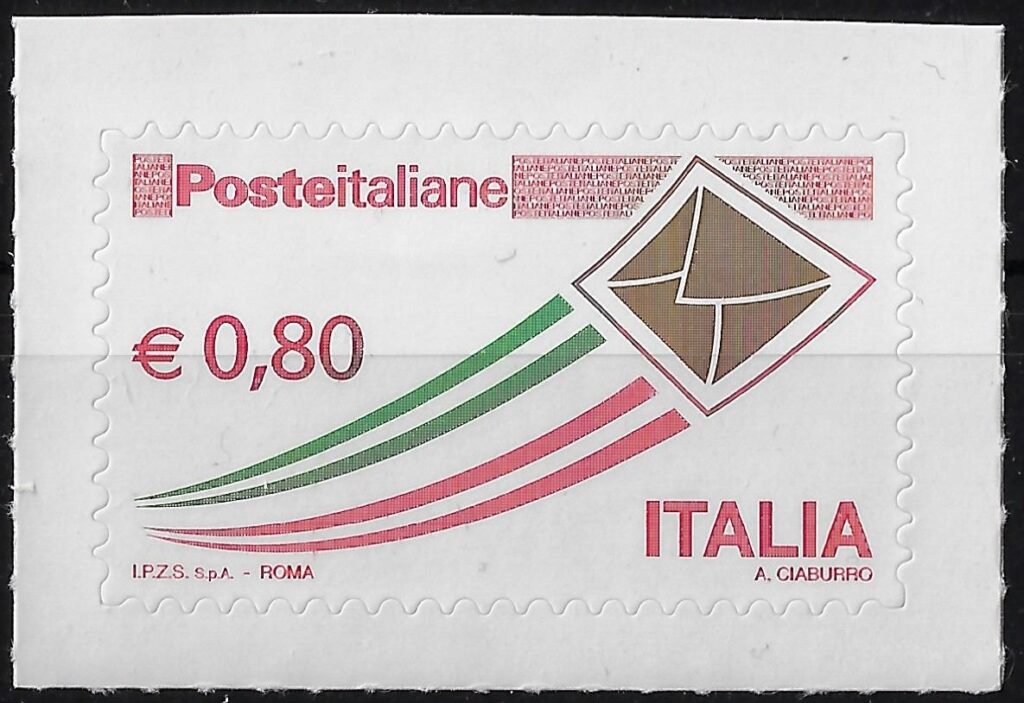 Posteitaliane
€ 0,80
ITALIA
I.P.Z.S. S.p.A. - ROMA
A. CIABURRO